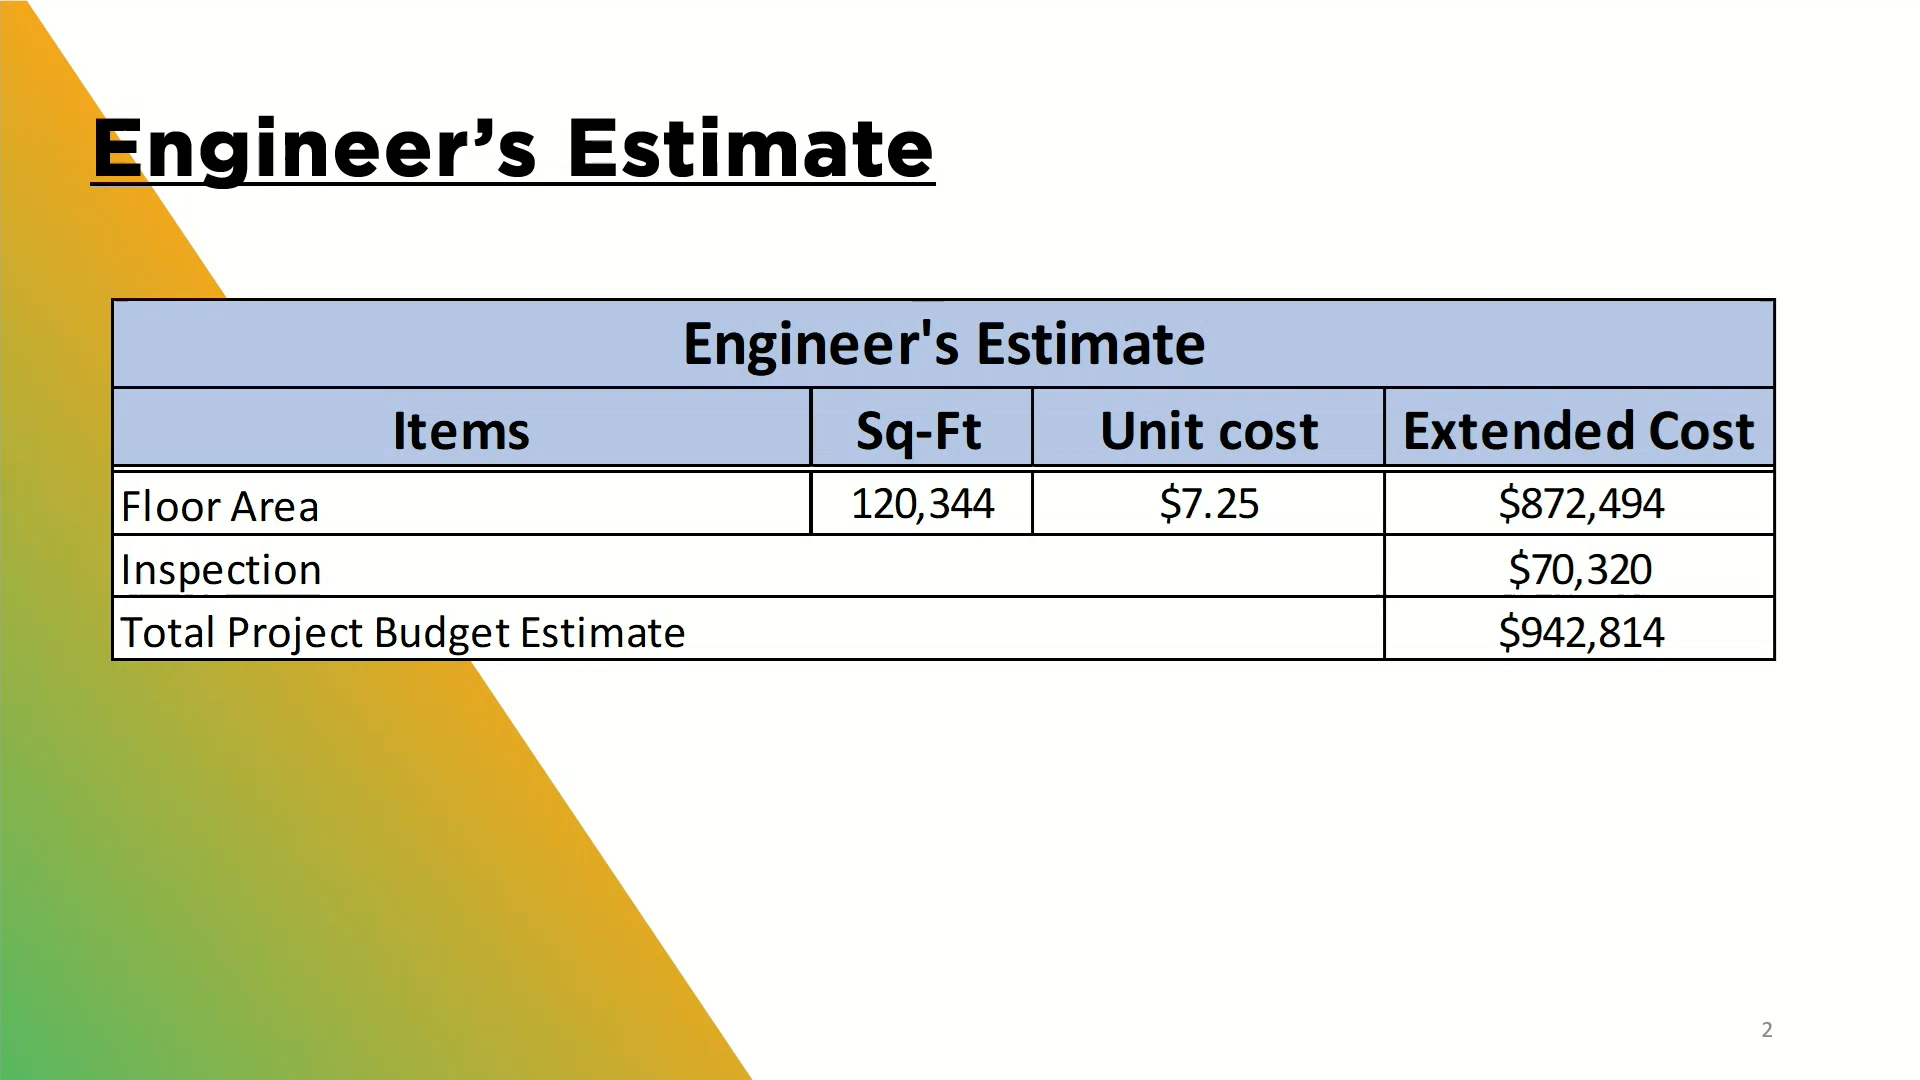 Engineer’s Estimate
Engineer's Estimate
Items Sq-Ft Unit cost Extended Cost
Floor Area 120,344 $7.25 $872,494
Inspection $70,320
Total Project Budget Estimate $942,814
2